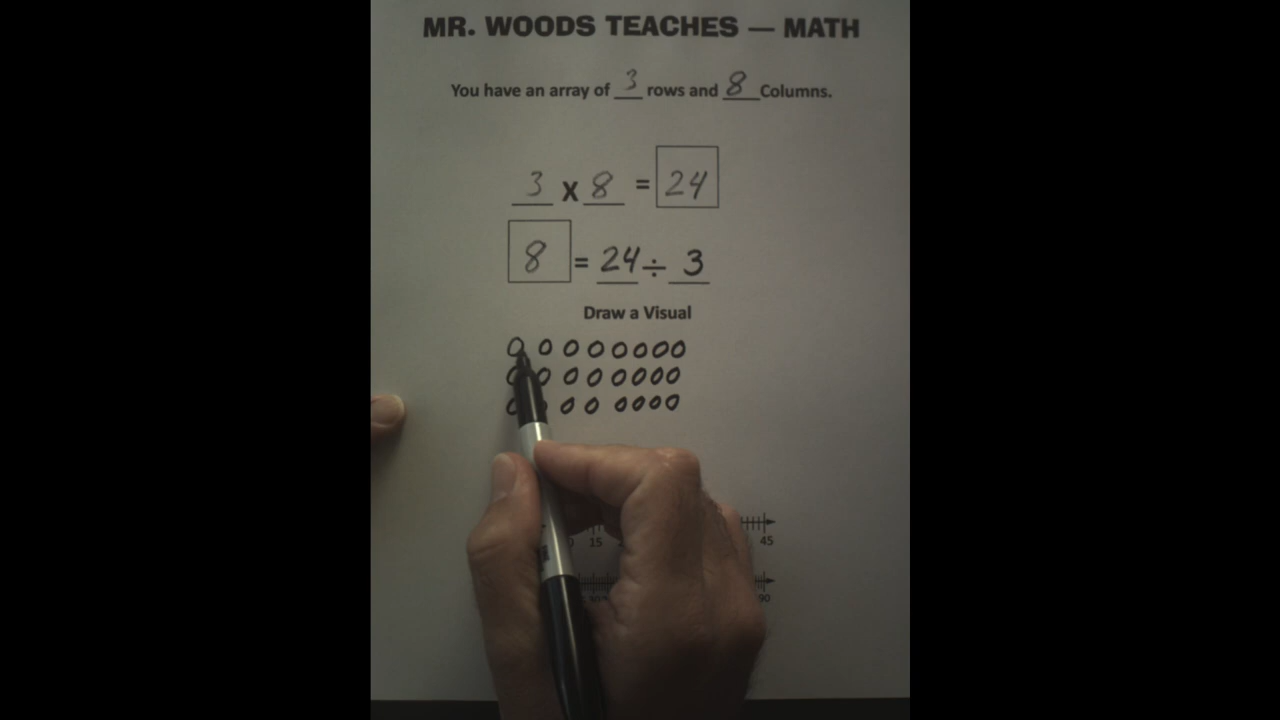 MR. WOODS TEACHES — MATH
You have an array of 3 rows and 8 Columns.
3 X 8 = 24
8 = 24 ÷ 3
Draw a Visual
15 45
90